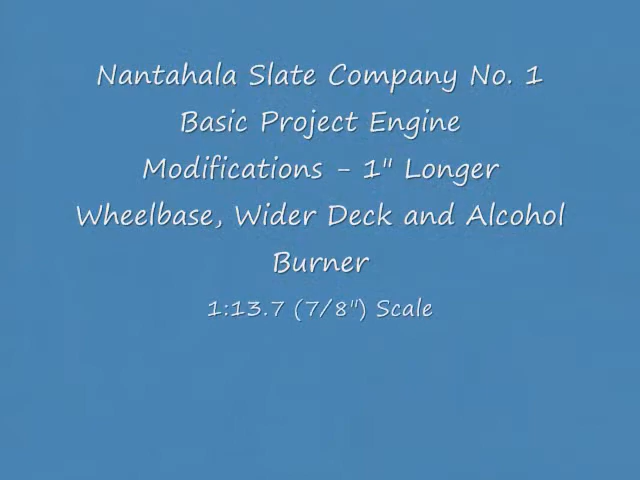 Nantahala Slate Company No. 1
Basic Project Engine
Modifications - 1" Longer
Wheelbase, Wider Deck and Alcohol
Burner
1:13.7 (7/8") Scale